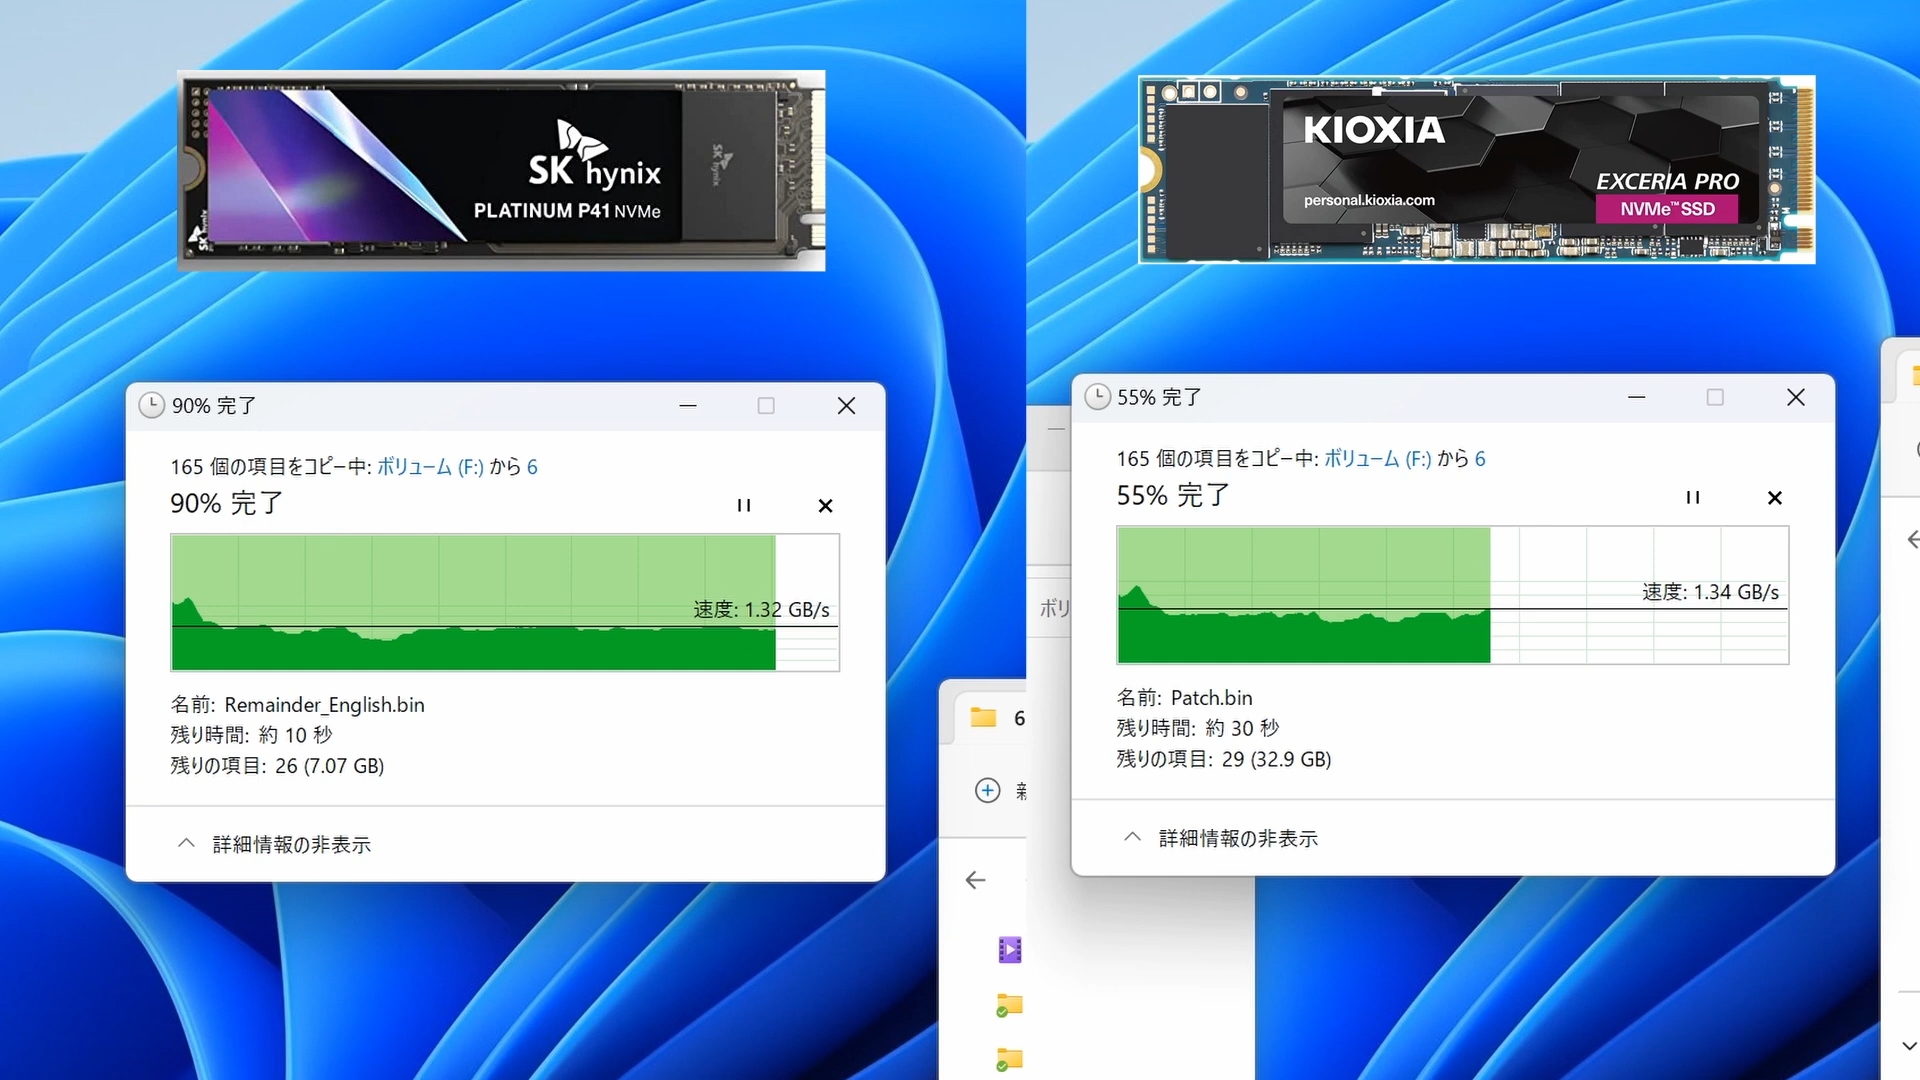 SK hynix
PLATINUM P41 NVMe
SK hynix
SK
90% 完了
165 個の項目をコピー中: ボリューム (F:) から 6
90% 完了
速度: 1.32 GB/s
名前: Remainder_English.bin
残り時間: 約 10 秒
残りの項目: 26 (7.07 GB)
詳細情報の非表示
6
新
KIOXIA
EXCERIA PRO
NVMe™ SSD
personal.kioxia.com
ボリ
55% 完了
165 個の項目をコピー中: ボリューム (F:) から 6
55% 完了
速度: 1.34 GB/s
名前: Patch.bin
残り時間: 約 30 秒
残りの項目: 29 (32.9 GB)
詳細情報の非表示